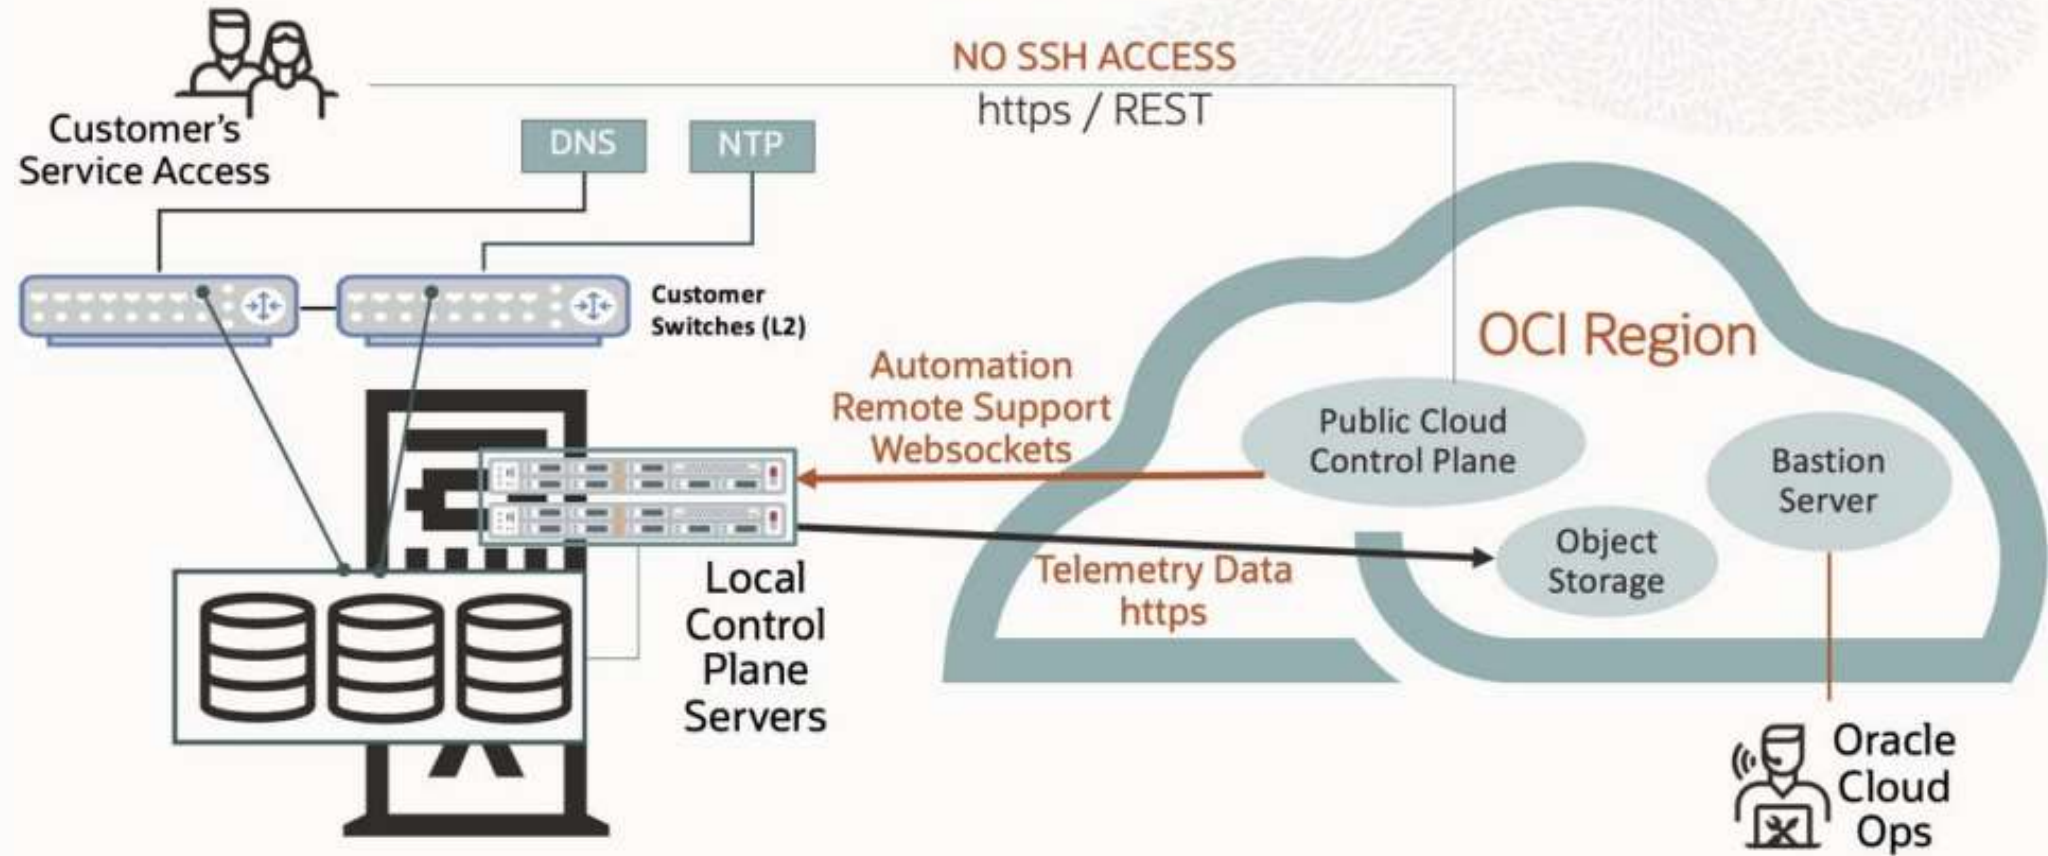 NO SSH ACCESS
https / REST
Customer's
Service Access
DNS
NTP
Customer
Switches (L2)
OCI Region
Automation
Remote Support
Websockets
Public Cloud
Control Plane
Bastion
Server
Object
Storage
Telemetry Data
https
Local
Control
Plane
Servers
Oracle
Cloud
Ops